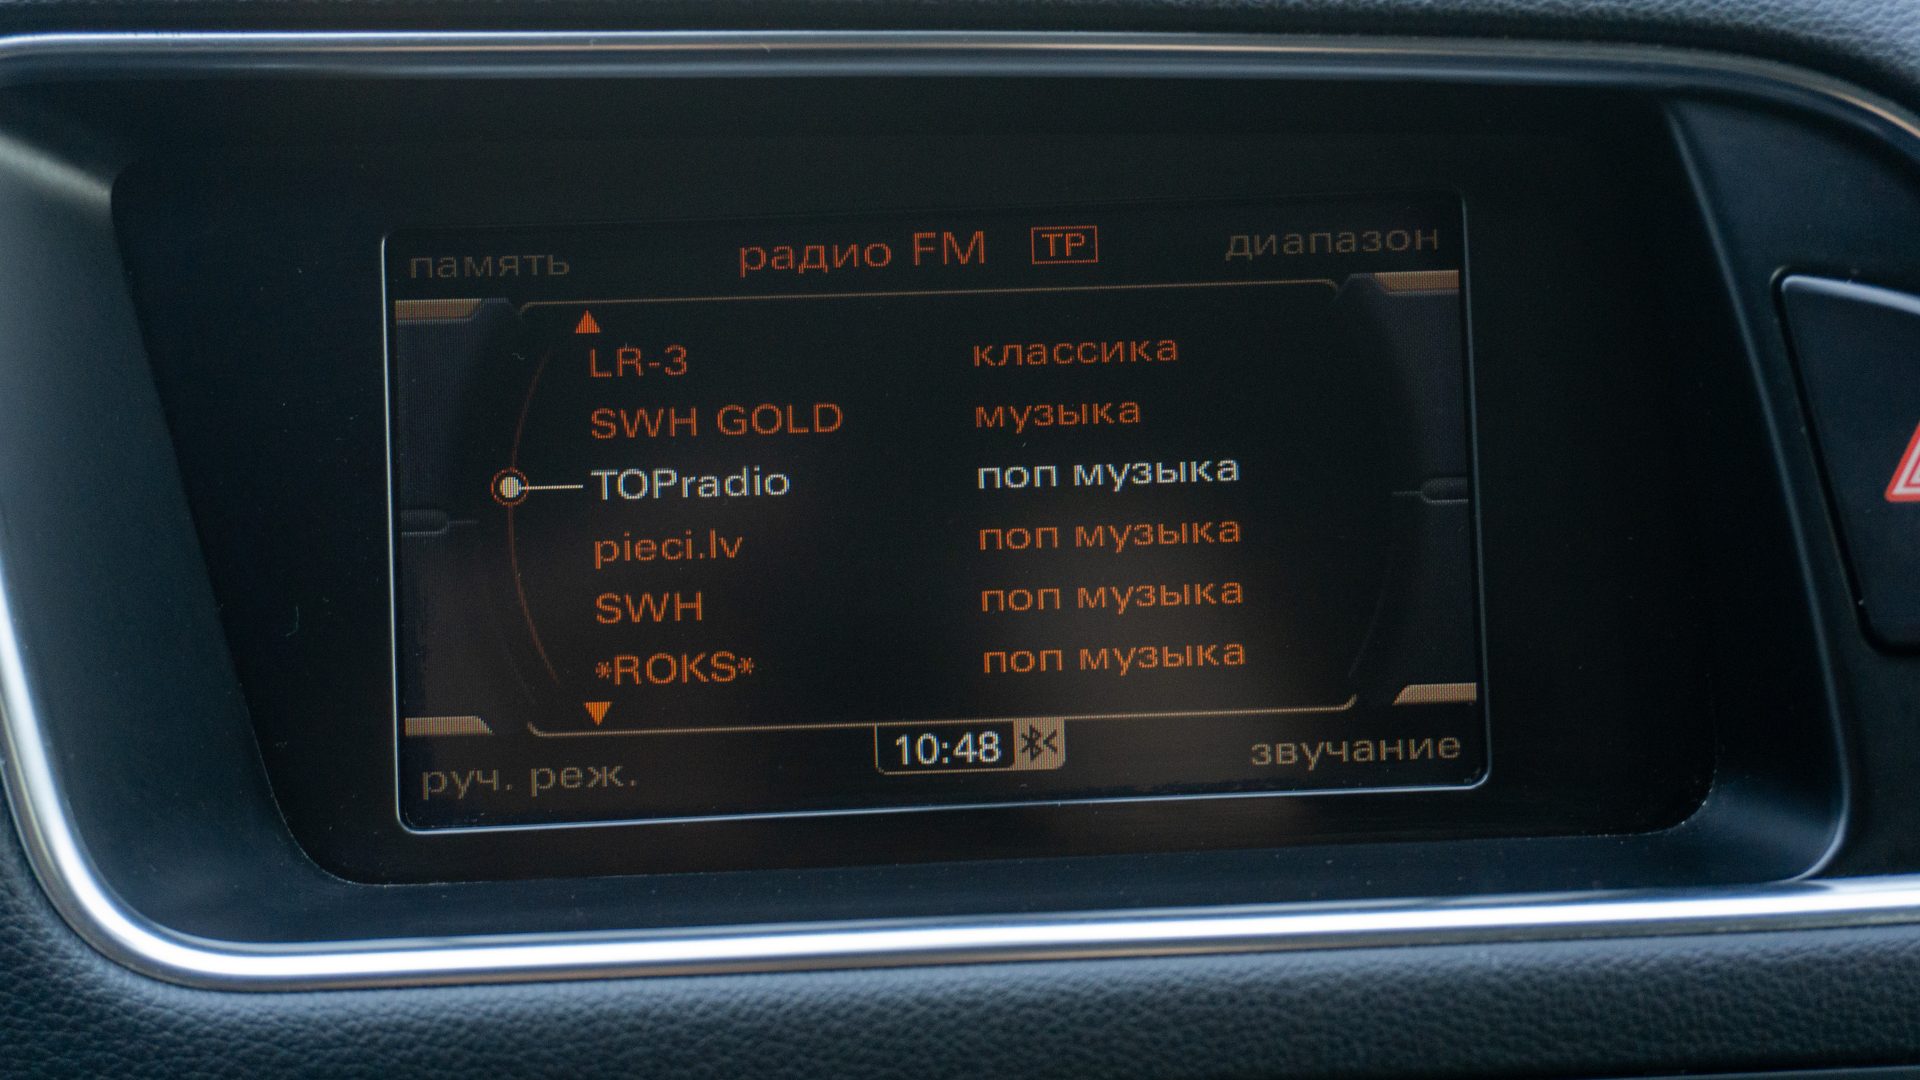 память радио FM TP диапазон
LR-3 классика
SWH GOLD музыка
TOPradio поп музыка
pieci.lv поп музыка
SWH поп музыка
*ROKS* поп музыка
руч. реж. 10:48 звучание